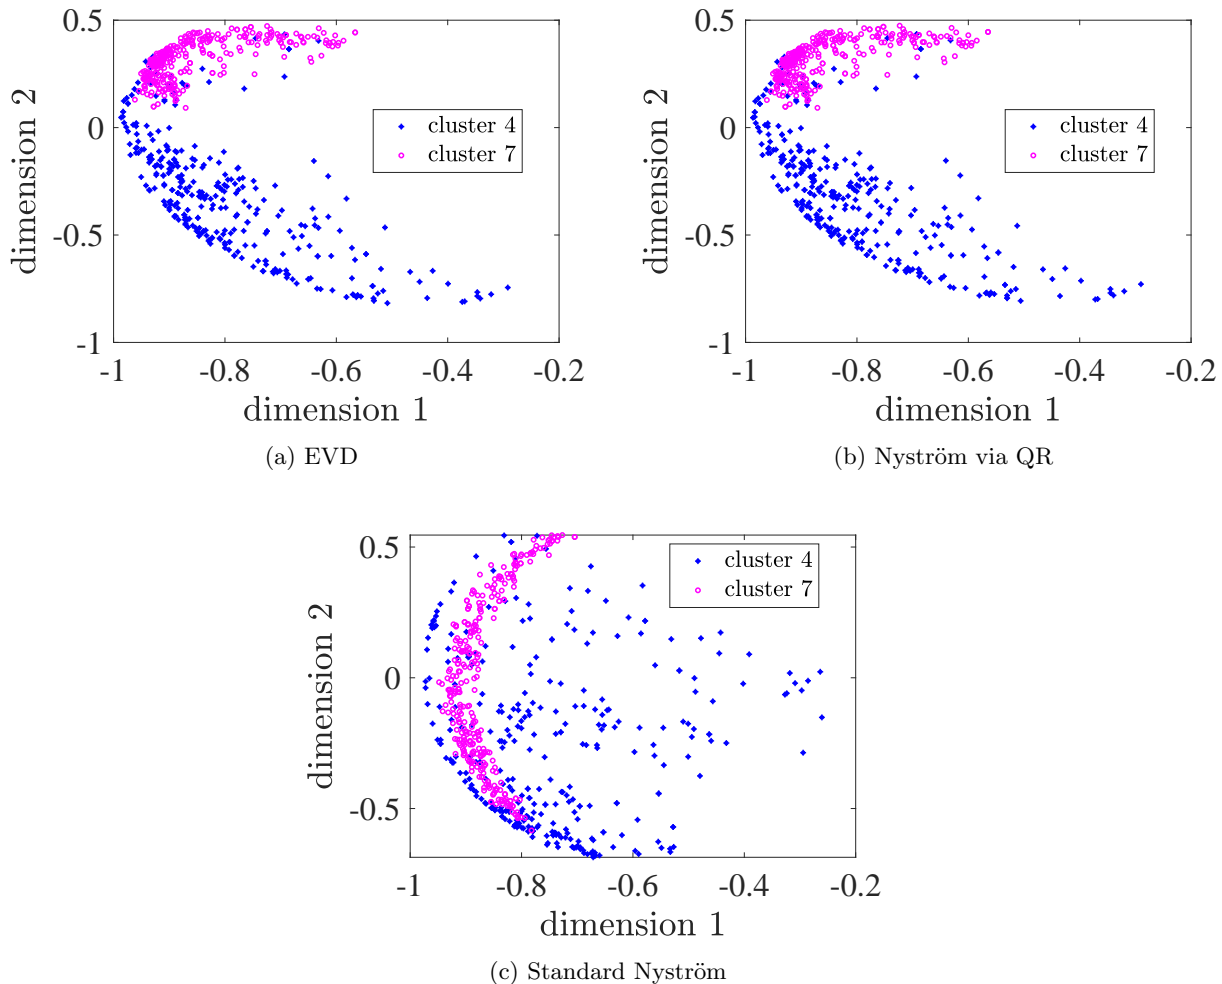 0.5
0
-0.5
-1
dimension 2
cluster 4
cluster 7
-1
-0.8
-0.6
-0.4
-0.2
dimension 1
(a) EVD
0.5
0
-0.5
-1
dimension 2
cluster 4
cluster 7
-1
-0.8
-0.6
-0.4
-0.2
dimension 1
(b) Nyström via QR
0.5
0
-0.5
dimension 2
cluster 4
cluster 7
-1
-0.8
-0.6
-0.4
-0.2
dimension 1
(c) Standard Nyström